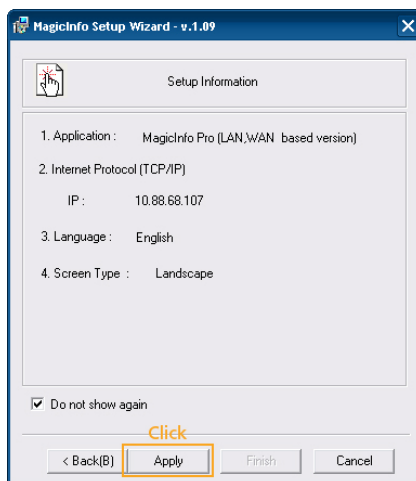 MagicInfo Setup Wizard - v.1.09
Setup Information
1. Application : MagicInfo Pro (LAN,WAN based version)
2. Internet Protocol (TCP/IP)
IP : 10.88.68.107
3. Language : English
4. Screen Type : Landscape
Do not show again
Click
< Back(B) Apply Finish Cancel